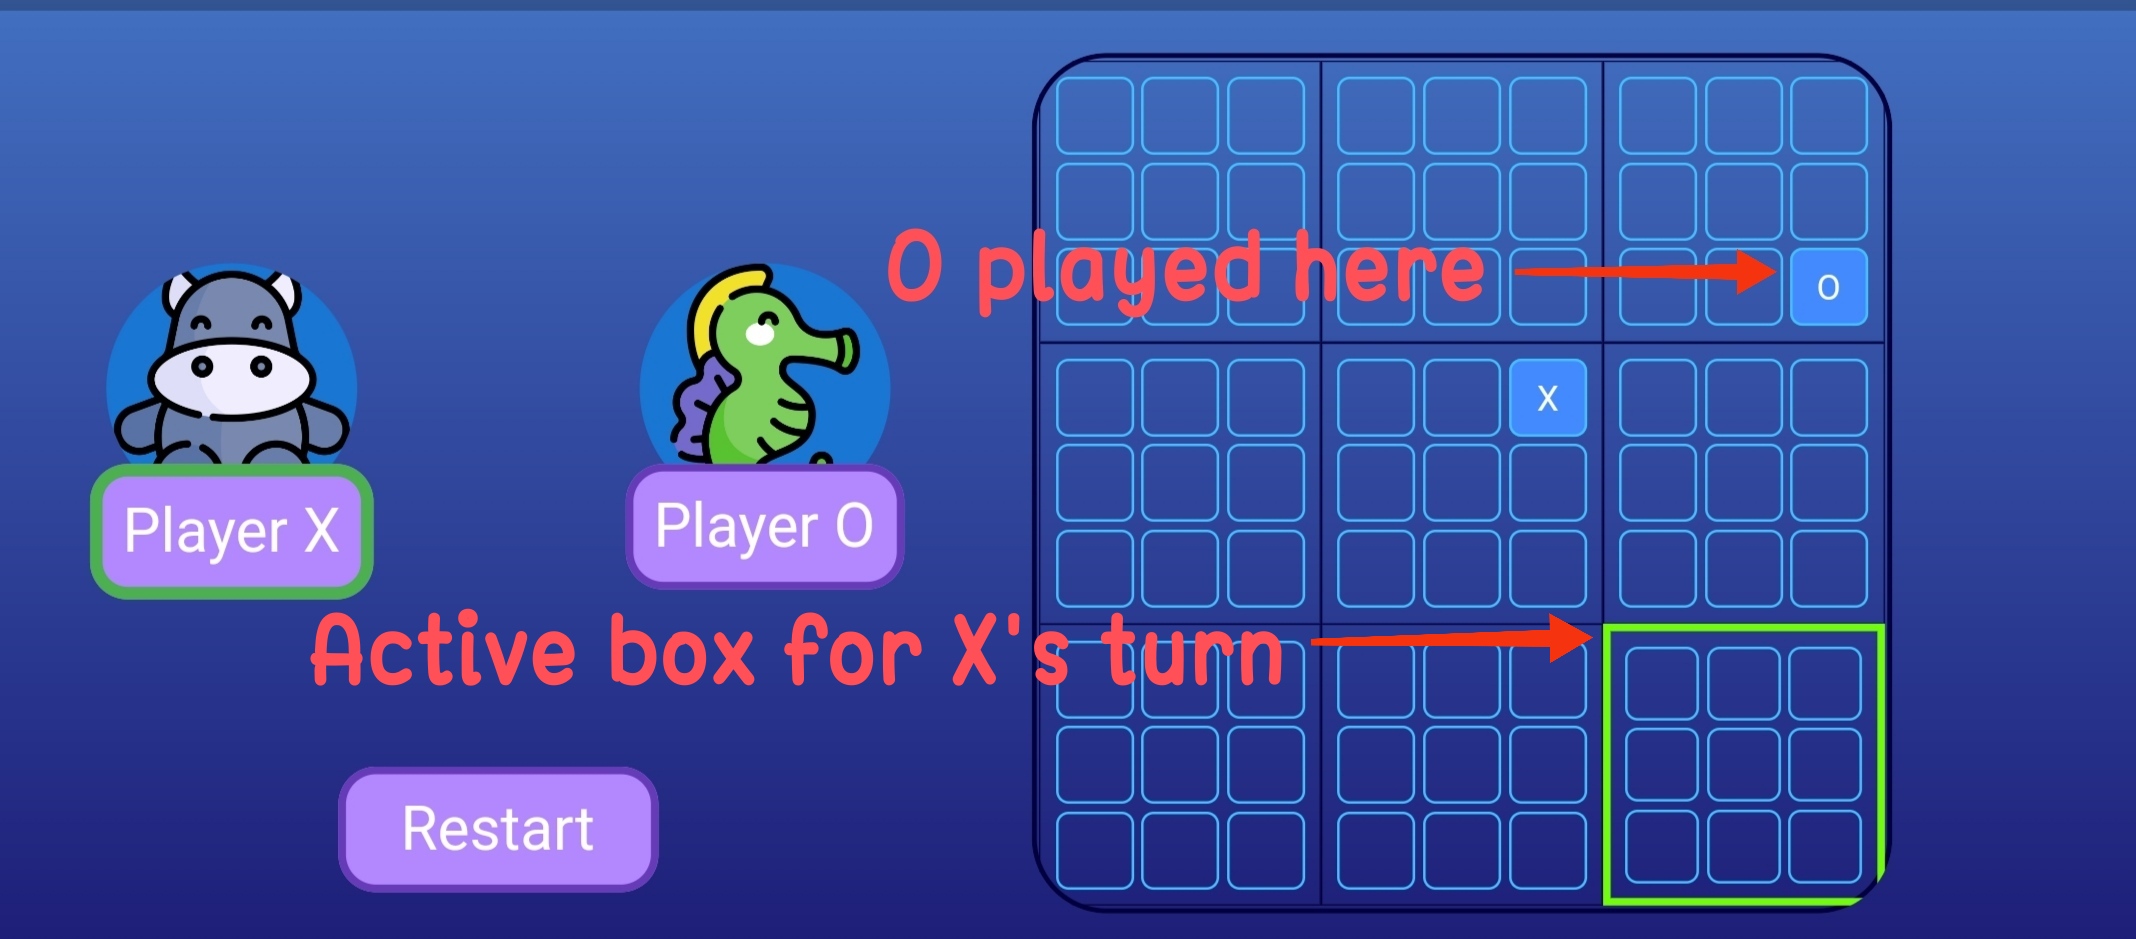 O played here
O
X
Player X
Player O
Active box for X's turn
Restart